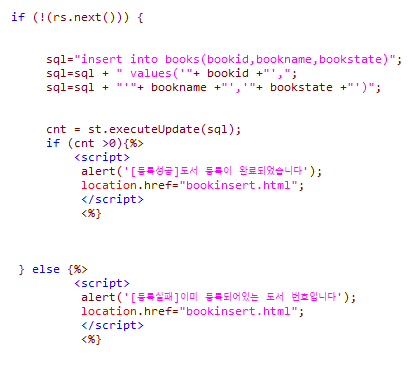 if (!(rs.next())) {
sql="insert into books(bookid,bookname,bookstate)";
sql=sql + " values('"+ bookid +"',";
sql=sql + "'"+ bookname +"','"+ bookstate +"')";
cnt = st.executeUpdate(sql);
if (cnt >0){%>
<script>
alert('[등록성공]도서 등록이 완료되었습니다');
location.href="bookinsert.html";
</script>
<%}
} else {%>
<script>
alert('[등록실패]이미 등록되어있는 도서 번호입니다');
location.href="bookinsert.html";
</script>
<%}